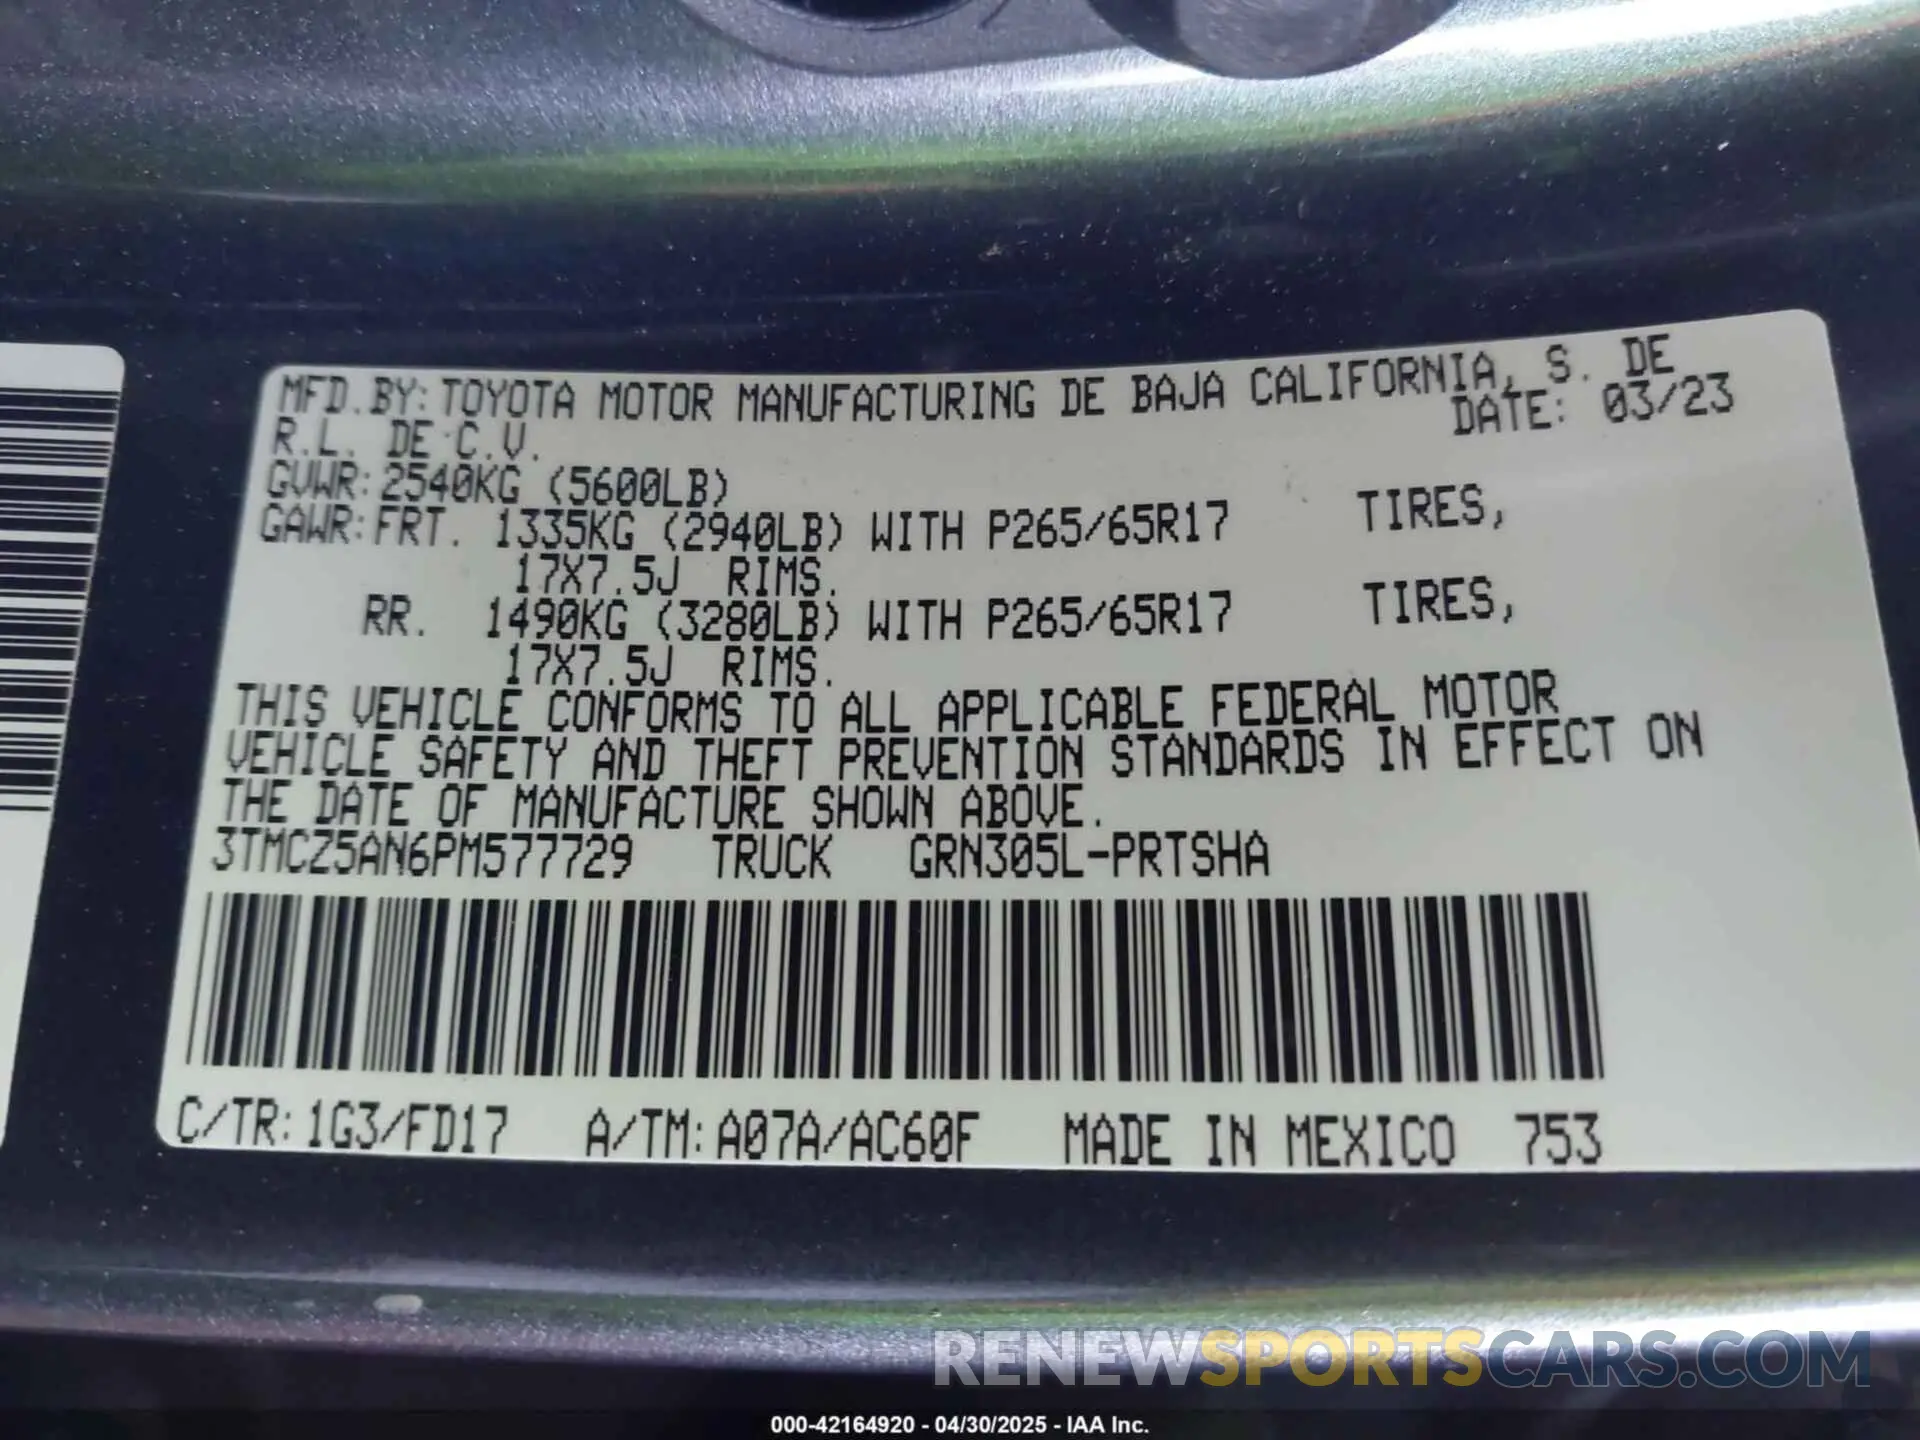 MFD.BY:TOYOTA MOTOR MANUFACTURING DE BAJA CALIFORNIA, S. DE
R.L. DE C.V. DATE: 03/23
GVWR:2540KG (5600LB)
GAWR:FRT. 1335KG (2940LB) WITH P265/65R17 TIRES,
17X7.5J RIMS.
RR. 1490KG (3280LB) WITH P265/65R17 TIRES,
17X7.5J RIMS.
THIS VEHICLE CONFORMS TO ALL APPLICABLE FEDERAL MOTOR
VEHICLE SAFETY AND THEFT PREVENTION STANDARDS IN EFFECT ON
THE DATE OF MANUFACTURE SHOWN ABOVE.
3TMCZ5AN6PM577729 TRUCK GRN305L-PRTSHA
C/TR:1G3/FD17 A/TM:A07A/AC60F MADE IN MEXICO 753
RENEWSPORTSCARS.COM
000-42164920 - 04/30/2025 - IAA Inc.